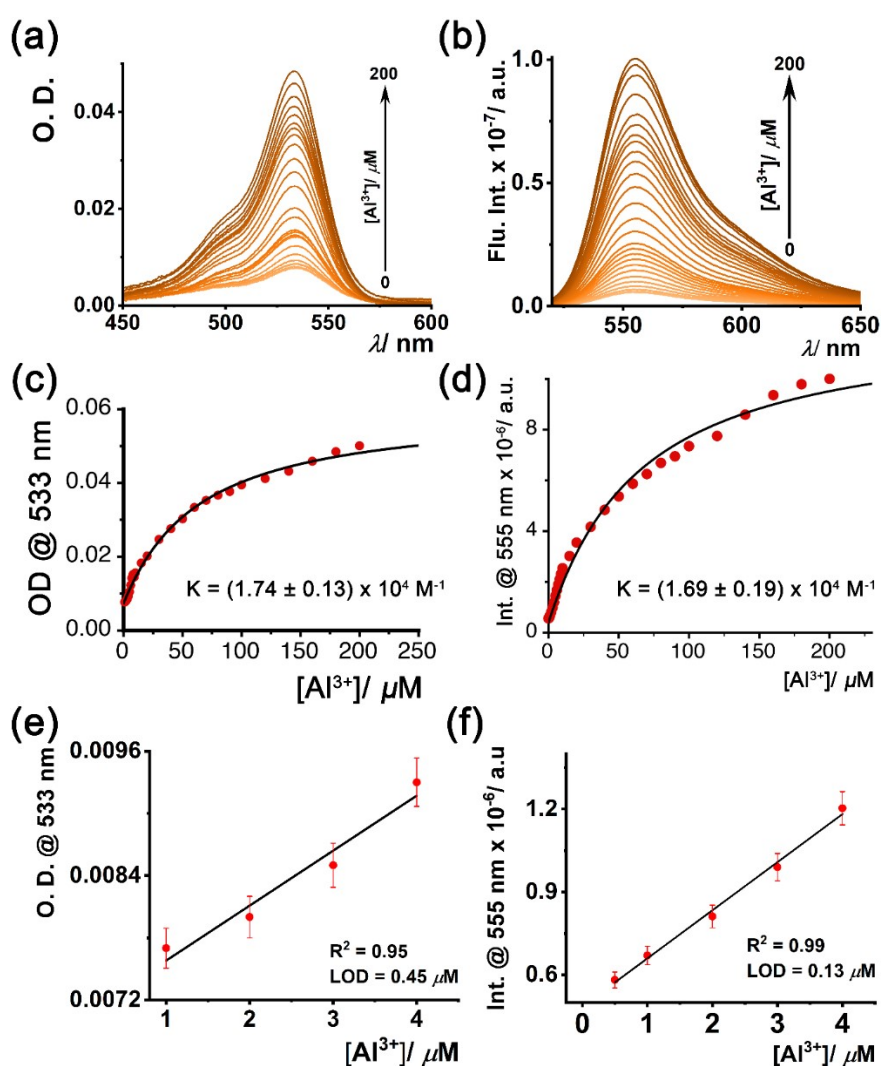 (a)
O. D.
0.04
0.02
0.00
450
500
550
600
λ/ nm
200
[Al³⁺]/ μM
0
(b)
Flu. Int. x 10⁻⁷/ a.u.
1.0
0.5
0.0
550
600
650
λ/ nm
200
[Al³⁺]/ μM
0
(c)
OD @ 533 nm
0.06
0.04
0.02
0.00
0
50
100
150
200
250
K = (1.74 ± 0.13) x 10⁴ M⁻¹
[Al³⁺]/ μM
(d)
Int. @ 555 nm x 10⁻⁶/ a.u.
8
4
0
0
50
100
150
200
K = (1.69 ± 0.19) x 10⁴ M⁻¹
[Al³⁺]/ μM
(e)
O. D. @ 533 nm
0.0096
0.0084
0.0072
1
2
3
4
R² = 0.95
LOD = 0.45 μM
[Al³⁺]/ μM
(f)
Int. @ 555 nm x 10⁻⁶/ a.u
1.2
0.9
0.6
0
1
2
3
4
R² = 0.99
LOD = 0.13 μM
[Al³⁺]/ μM